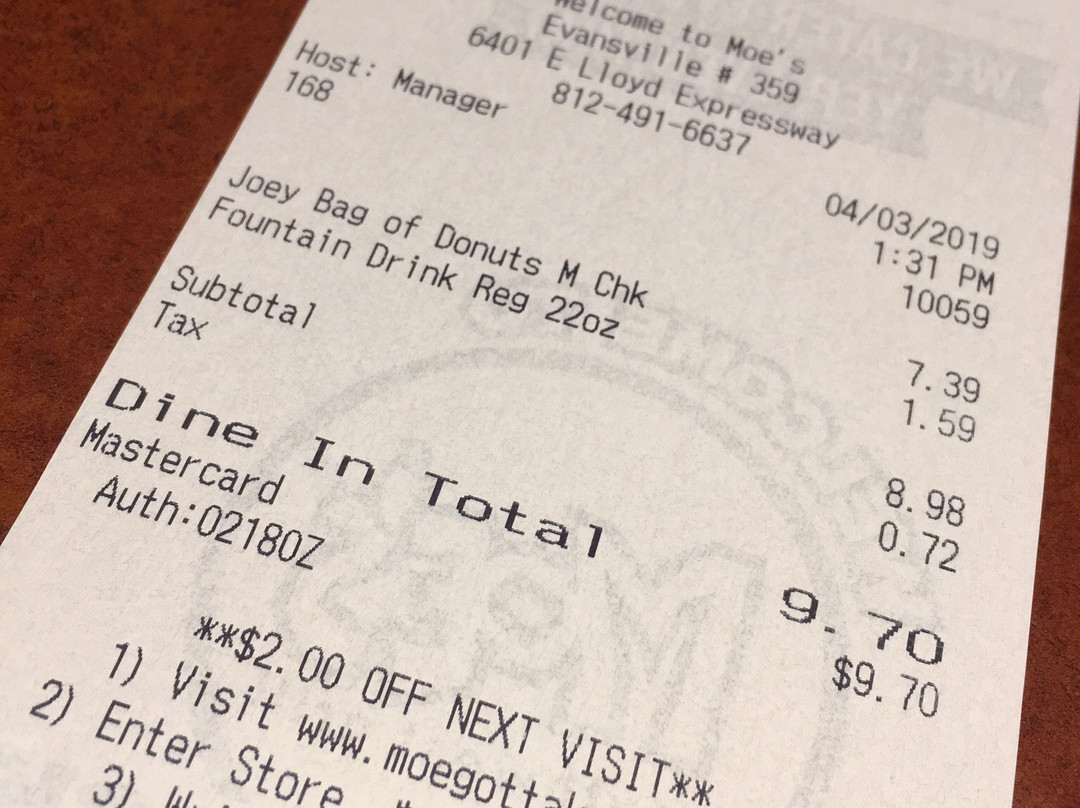 Welcome to Moe's
Evansville # 359
6401 E Lloyd Expressway
812-491-6637
Host: Manager 04/03/2019
168 1:31 PM
10059
Joey Bag of Donuts M Chk 7.39
Fountain Drink Reg 22oz 1.59
Subtotal 8.98
Tax 0.72
Dine In Total 9.70
Mastercard $9.70
Auth:02180Z
**$2.00 OFF NEXT VISIT**
1) Visit www.moegotta
2) Enter Store
3)